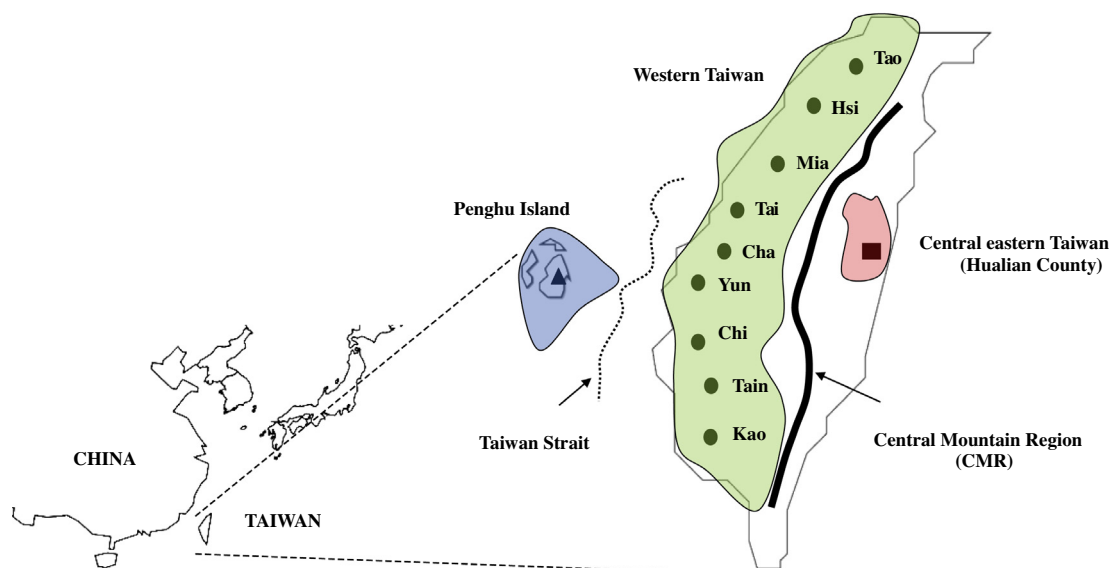 Western Taiwan
Tao
Hsi
Mia
Penghu Island
Tai
Cha
Central eastern Taiwan
(Hualian County)
Yun
Chi
Tain
Kao
Taiwan Strait
Central Mountain Region
(CMR)
CHINA
TAIWAN